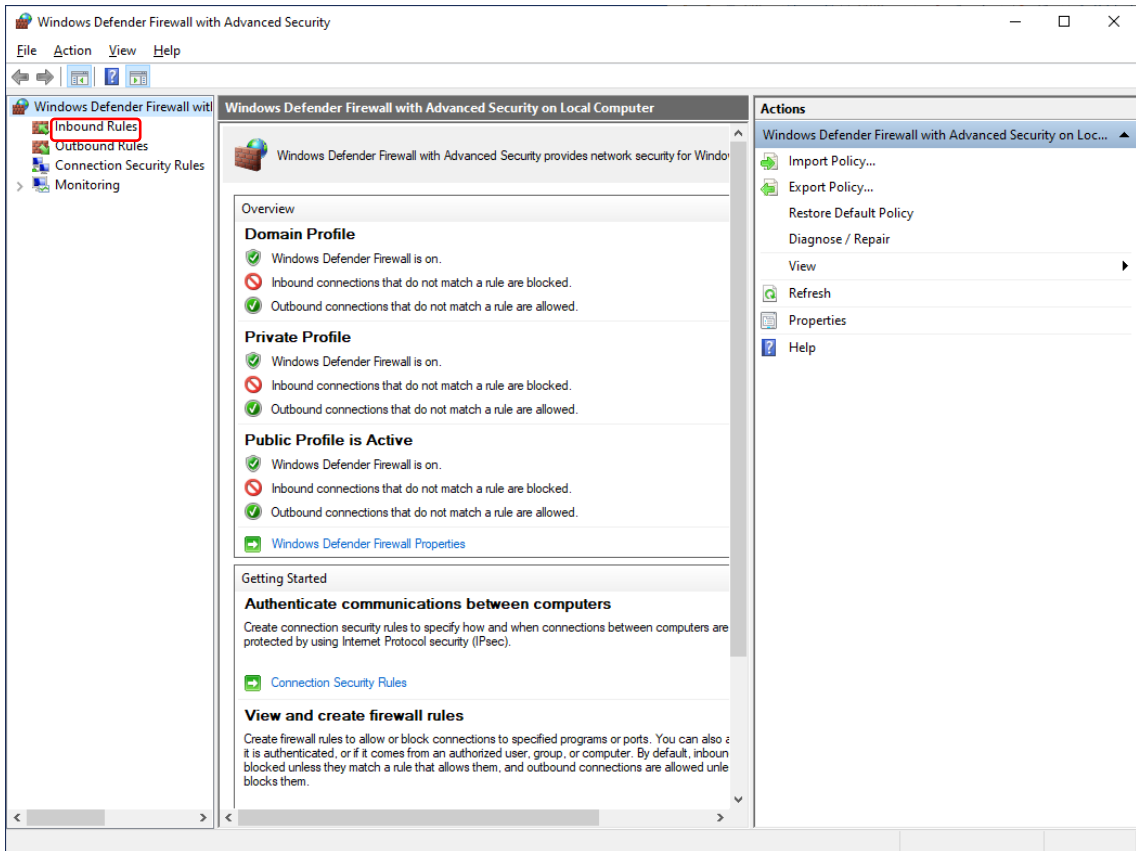 Windows Defender Firewall with Advanced Security
File Action View Help
Windows Defender Firewall with
Inbound Rules
Outbound Rules
Connection Security Rules
Monitoring
Windows Defender Firewall with Advanced Security on Local Computer
Windows Defender Firewall with Advanced Security provides network security for Window
Overview
Domain Profile
Windows Defender Firewall is on.
Inbound connections that do not match a rule are blocked.
Outbound connections that do not match a rule are allowed.
Private Profile
Windows Defender Firewall is on.
Inbound connections that do not match a rule are blocked.
Outbound connections that do not match a rule are allowed.
Public Profile is Active
Windows Defender Firewall is on.
Inbound connections that do not match a rule are blocked.
Outbound connections that do not match a rule are allowed.
Windows Defender Firewall Properties
Getting Started
Authenticate communications between computers
Create connection security rules to specify how and when connections between computers are
protected by using Internet Protocol security (IPsec).
Connection Security Rules
View and create firewall rules
Create firewall rules to allow or block connections to specified programs or ports. You can also a
it is authenticated, or if it comes from an authorized user, group, or computer. By default, inboun
blocked unless they match a rule that allows them, and outbound connections are allowed unle
blocks them.
Actions
Windows Defender Firewall with Advanced Security on Loc...
Import Policy...
Export Policy...
Restore Default Policy
Diagnose / Repair
View
Refresh
Properties
Help